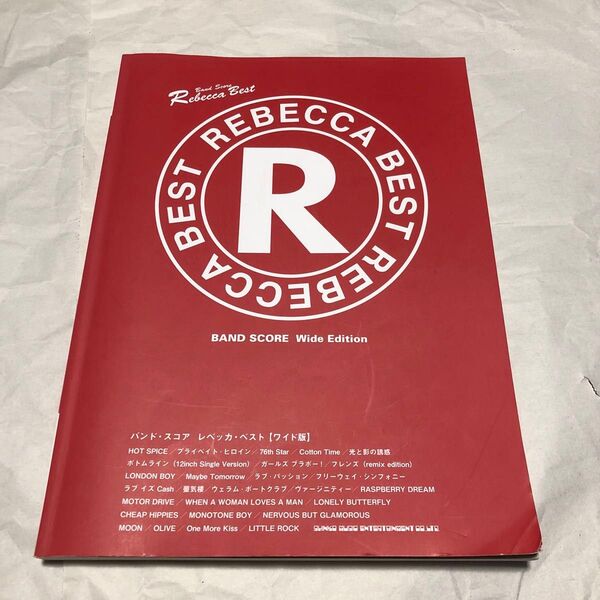 Band Score
Rebecca Best
REBECCA BEST REBECCA BEST
R
BAND SCORE Wide Edition
バンド・スコア レベッカ・ベスト【ワイド版】
HOT SPICE／プライベイト・ヒロイン／76th Star／Cotton Time／光と影の誘惑
ボトムライン（12inch Single Version）／ガールズ ブラボー！／フレンズ（remix edition）
LONDON BOY／Maybe Tomorrow／ラブ・パッション／フリーウェイ・シンフォニー
ラブ イズ Cash／蜃気楼／ウェラム・ボートクラブ／ヴァージニティー／RASPBERRY DREAM
MOTOR DRIVE／WHEN A WOMAN LOVES A MAN／LONELY BUTTERFLY
CHEAP HIPPIES／MONOTONE BOY／NERVOUS BUT GLAMOROUS
MOON／OLIVE／One More Kiss／LITTLE ROCK
SHINKO MUSIC ENTERTAINMENT CO.,LTD.